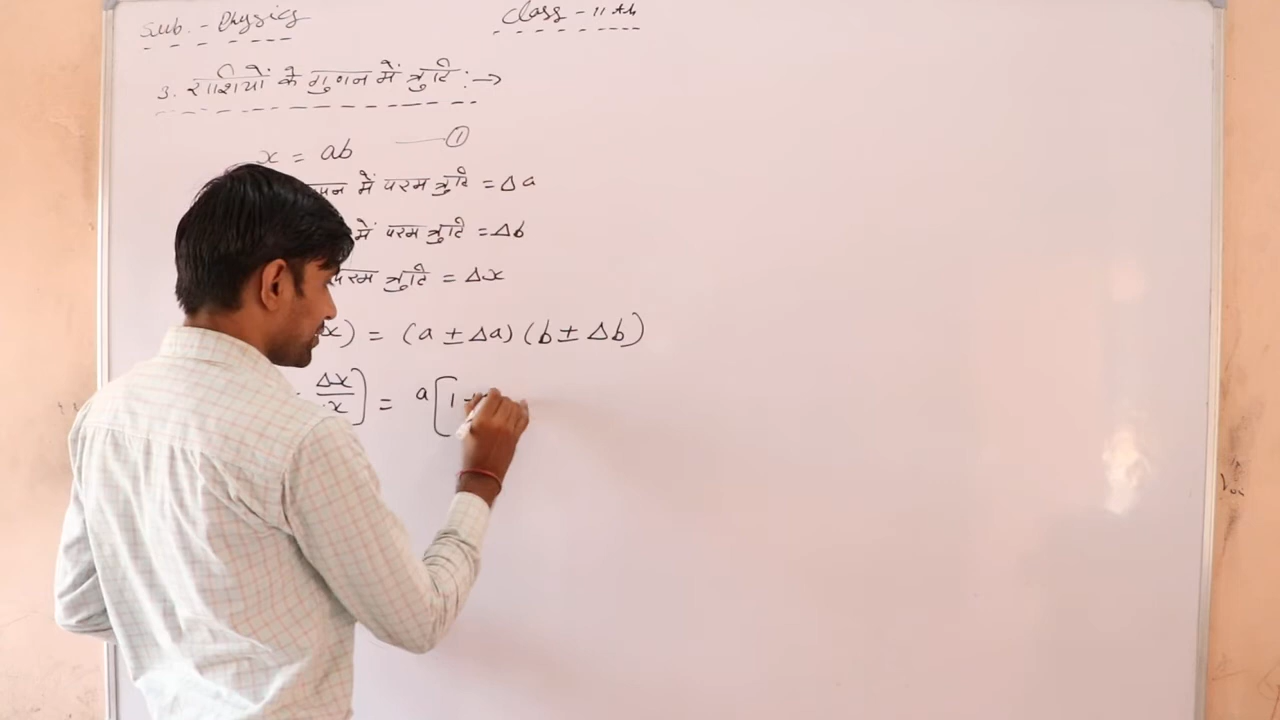 Sub. - Physics
Class - 11th
3. राशियों के गुणन में त्रुटि :→
x = ab —— ①
में परम त्रुटि = Δa
में परम त्रुटि = Δb
परम त्रुटि = Δx
x) = (a ± Δa) (b ± Δb)
Δx/x] = a[1